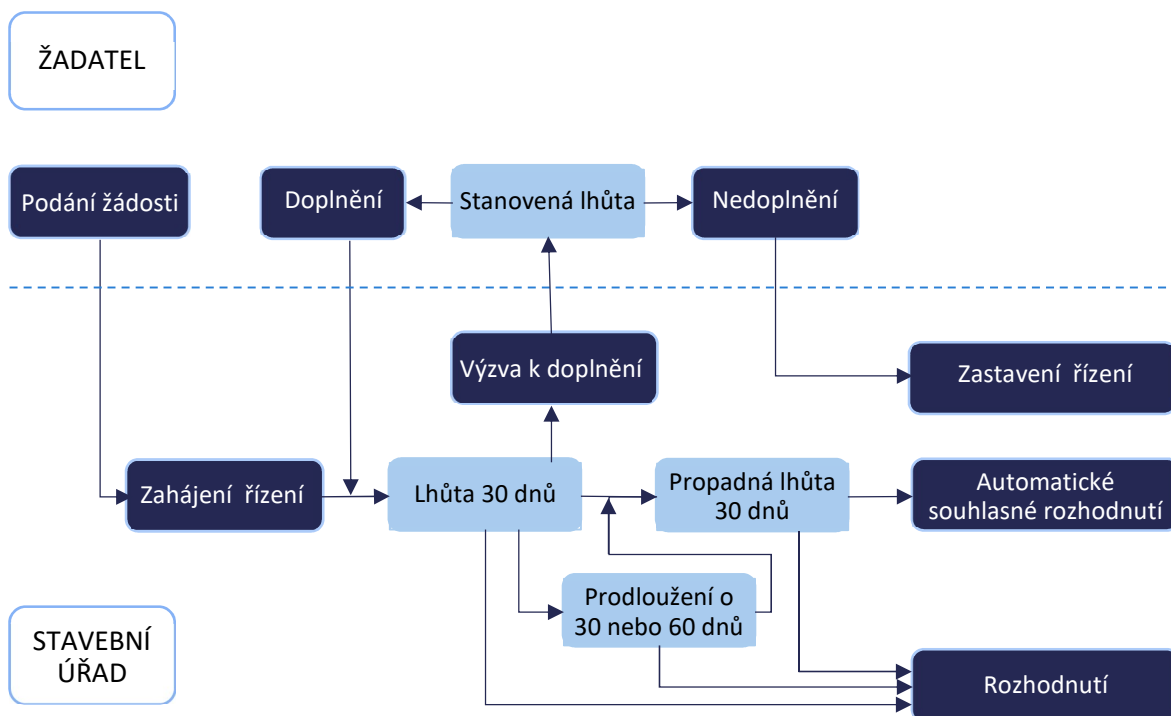 ŽADATEL
Podání žádosti
Doplnění
Stanovená lhůta
Nedoplnění
Výzva k doplnění
Zastavení řízení
Zahájení řízení
Lhůta 30 dnů
Propadná lhůta
30 dnů
Automatické
souhlasné rozhodnutí
Prodloužení o
30 nebo 60 dnů
STAVEBNÍ
ÚŘAD
Rozhodnutí